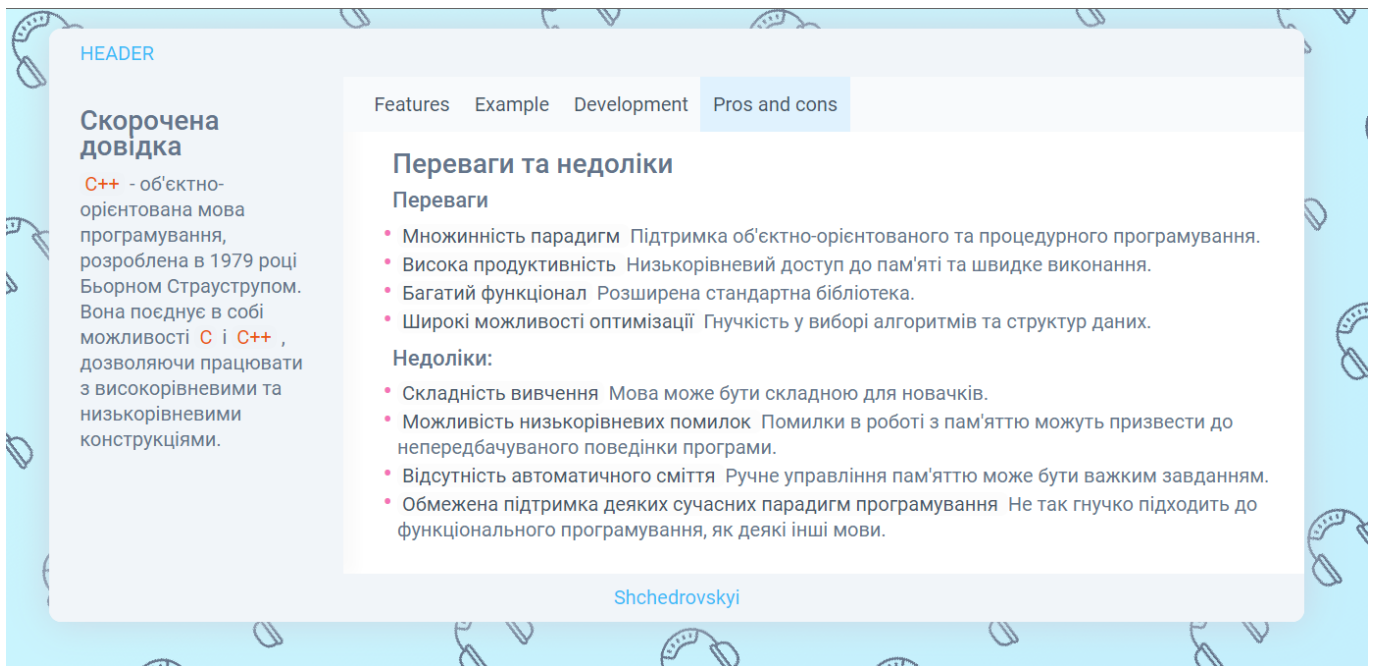 HEADER
Скорочена
довідка
C++ - об'єктно-
орієнтована мова
програмування,
розроблена в 1979 році
Бьорном Страуструпом.
Вона поєднує в собі
можливості C і C++ ,
дозволяючи працювати
з високорівневими та
низькорівневими
конструкціями.
Features Example Development Pros and cons
Переваги та недоліки
Переваги
• Множинність парадигм Підтримка об'єктно-орієнтованого та процедурного програмування.
• Висока продуктивність Низькорівневий доступ до пам'яті та швидке виконання.
• Багатий функціонал Розширена стандартна бібліотека.
• Широкі можливості оптимізації Гнучкість у виборі алгоритмів та структур даних.
Недоліки:
• Складність вивчення Мова може бути складною для новачків.
• Можливість низькорівневих помилок Помилки в роботі з пам'яттю можуть призвести до
непередбачуваного поведінки програми.
• Відсутність автоматичного сміття Ручне управління пам'яттю може бути важким завданням.
• Обмежена підтримка деяких сучасних парадигм програмування Не так гнучко підходить до
функціонального програмування, як деякі інші мови.
Shchedrovskyi